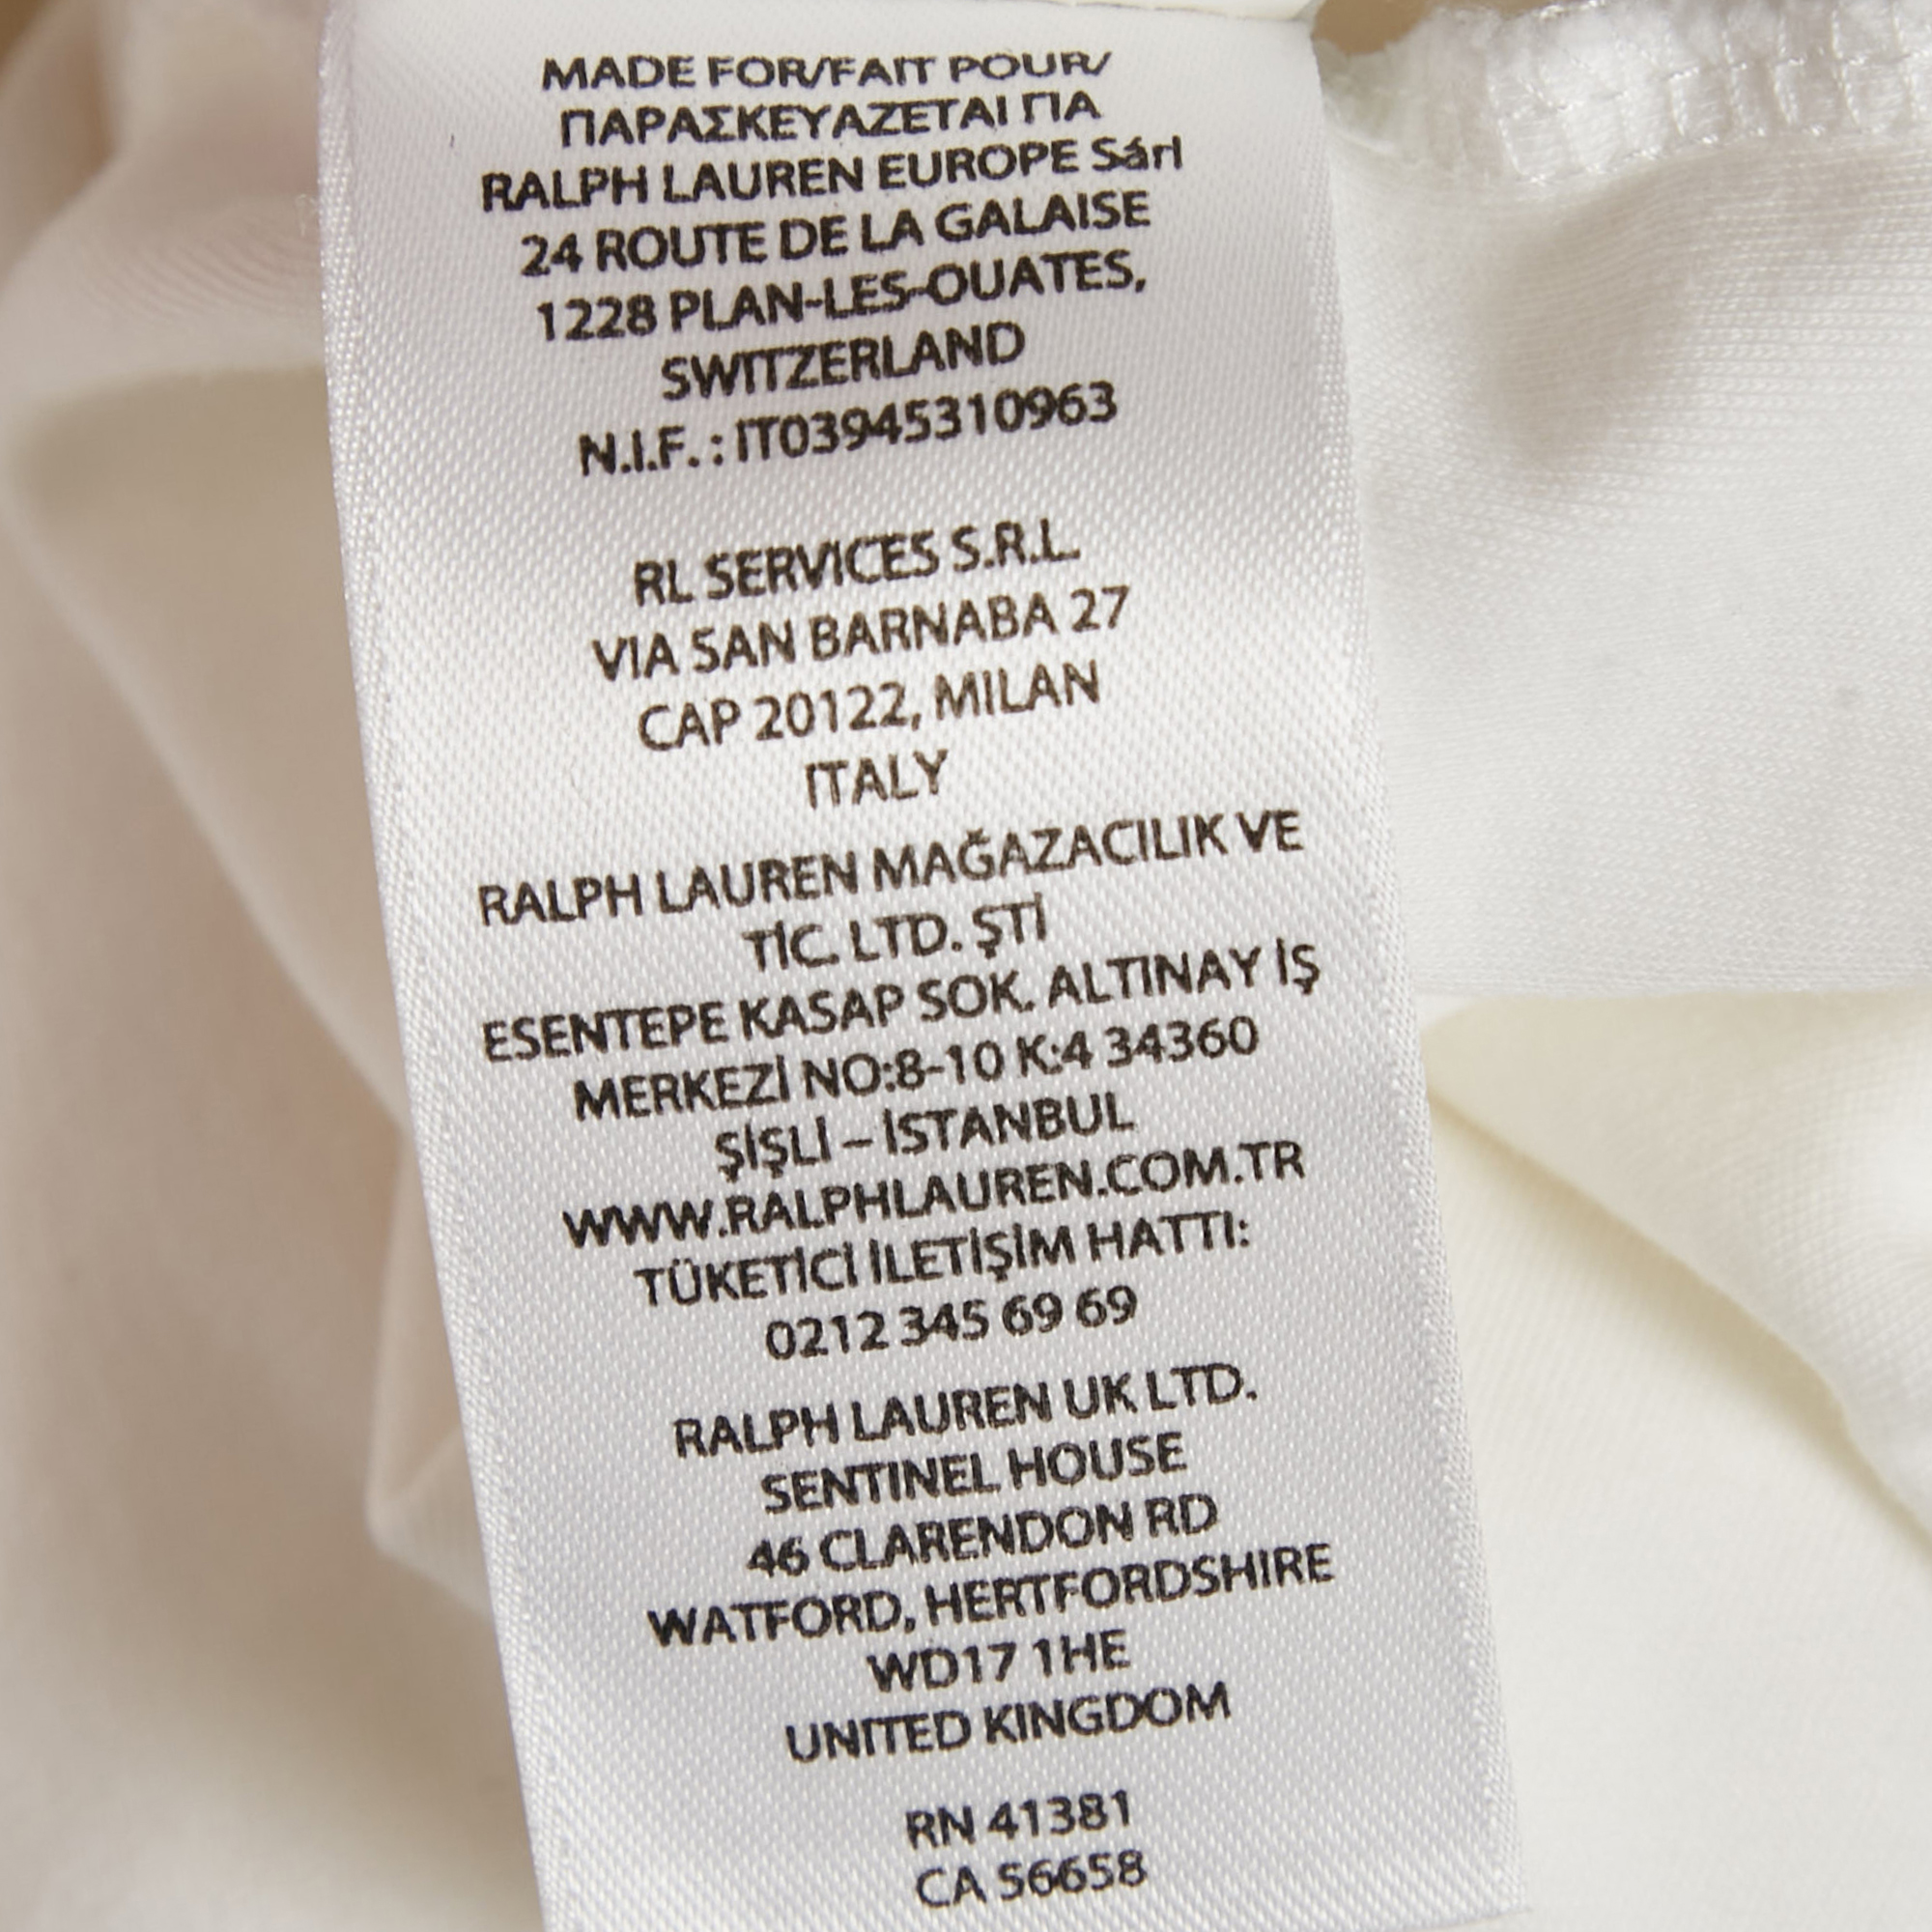 MADE FOR/FAIT POUR/
ΠΑΡΑΣΚΕΥΑΖΕΤΑΙ ΓΙΑ
RALPH LAUREN EUROPE Sárl
24 ROUTE DE LA GALAISE
1228 PLAN-LES-OUATES,
SWITZERLAND
N.I.F. : IT03945310963
RL SERVICES S.R.L.
VIA SAN BARNABA 27
CAP 20122, MILAN
ITALY
RALPH LAUREN MAĞAZACILIK VE
TİC. LTD. ŞTİ
ESENTEPE KASAP SOK. ALTINAY İŞ
MERKEZİ NO:8-10 K:4 34360
ŞİŞLİ – İSTANBUL
WWW.RALPHLAUREN.COM.TR
TÜKETİCİ İLETİŞİM HATTI:
0212 345 69 69
RALPH LAUREN UK LTD.
SENTINEL HOUSE
46 CLARENDON RD
WATFORD, HERTFORDSHIRE
WD17 1HE
UNITED KINGDOM
RN 41381
CA 56658